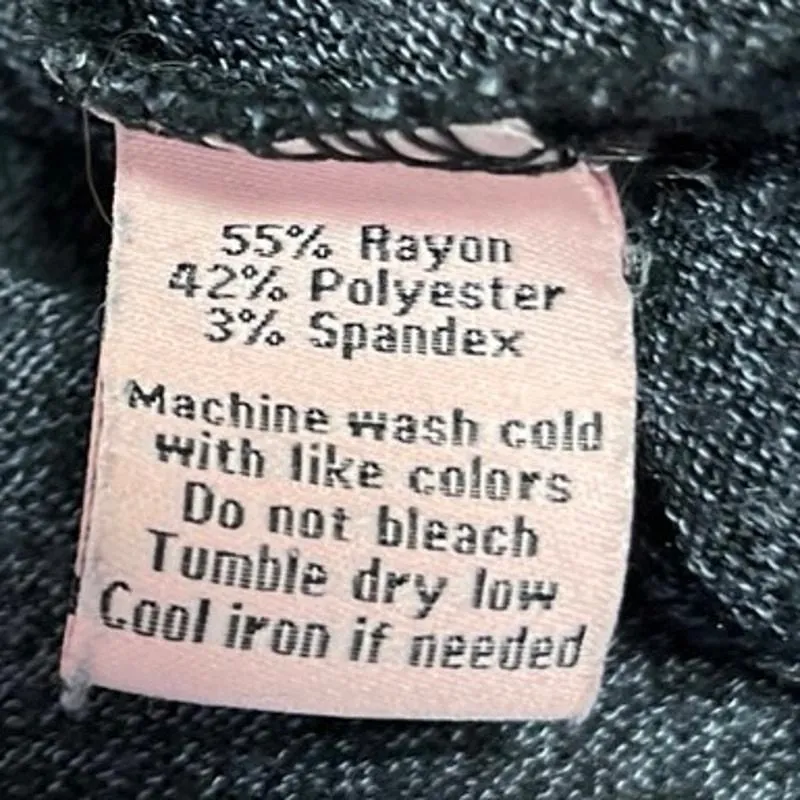 55% Rayon
42% Polyester
3% Spandex
Machine wash cold
with like colors
Do not bleach
Tumble dry low
Cool iron if needed